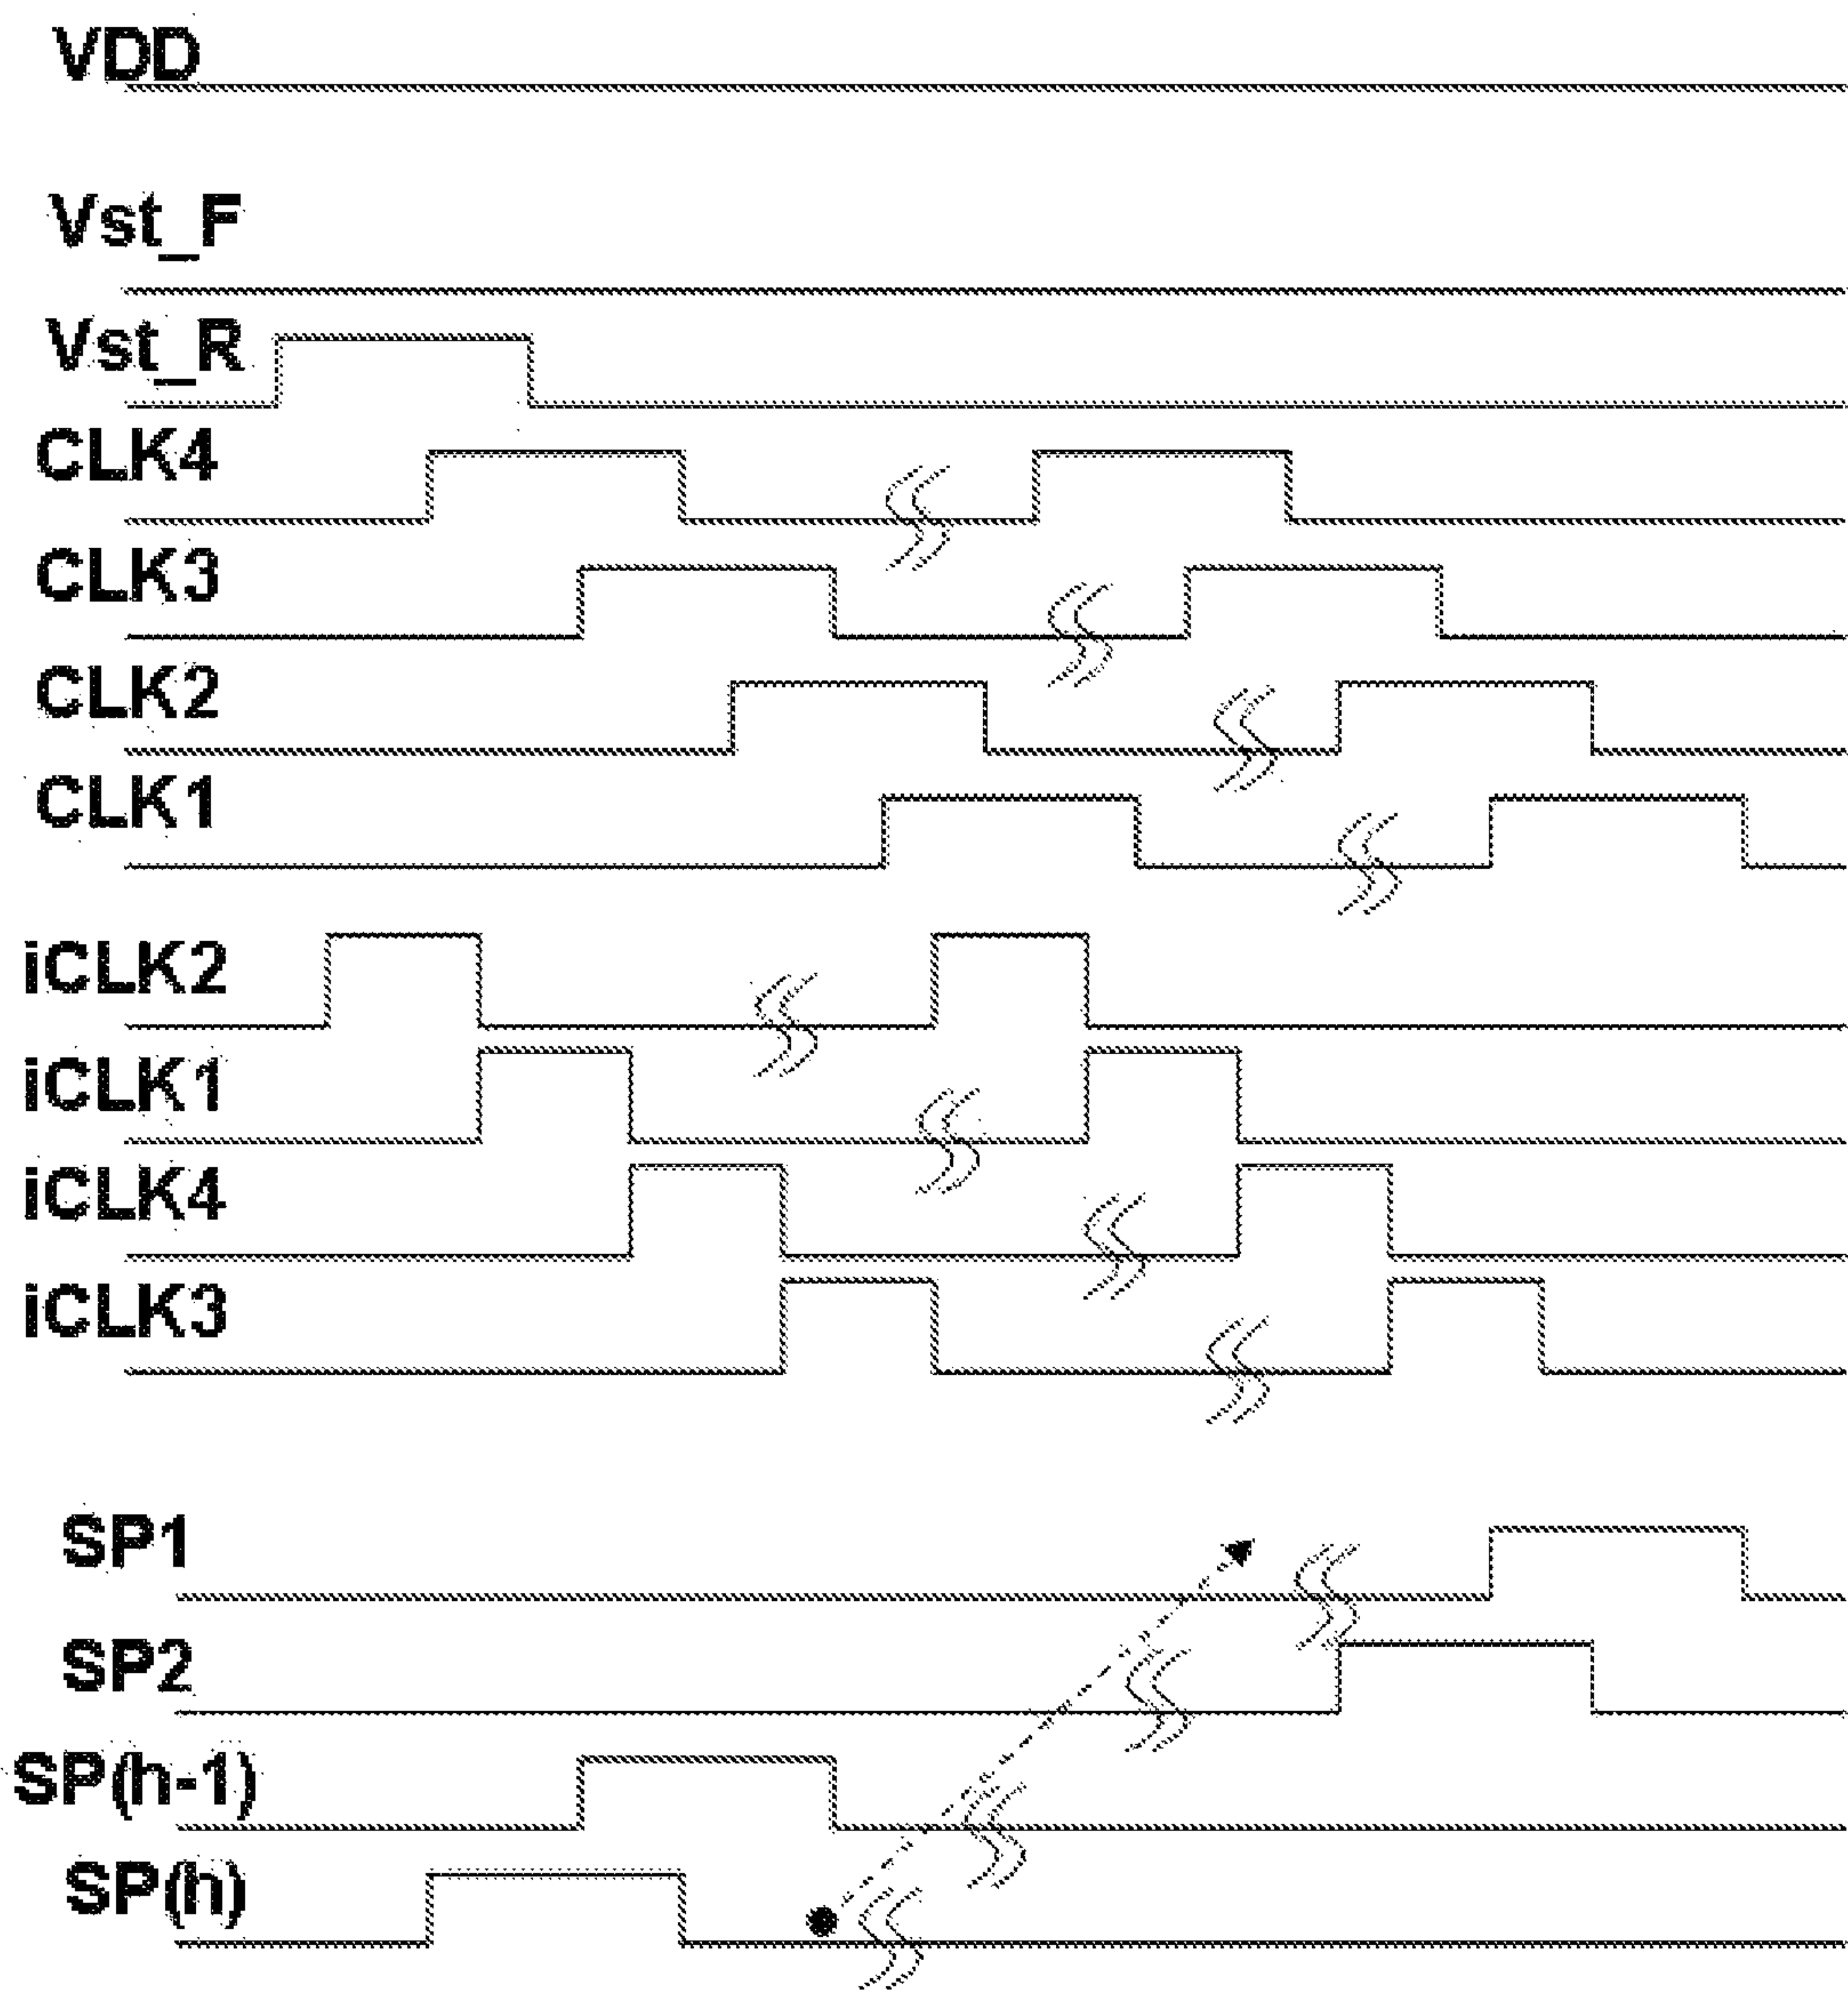 VDD
Vst_F
Vst_R
CLK4
CLK3
CLK2
CLK1
iCLK2
iCLK1
iCLK4
iCLK3
SP1
SP2
SP(h-1)
SP(h)